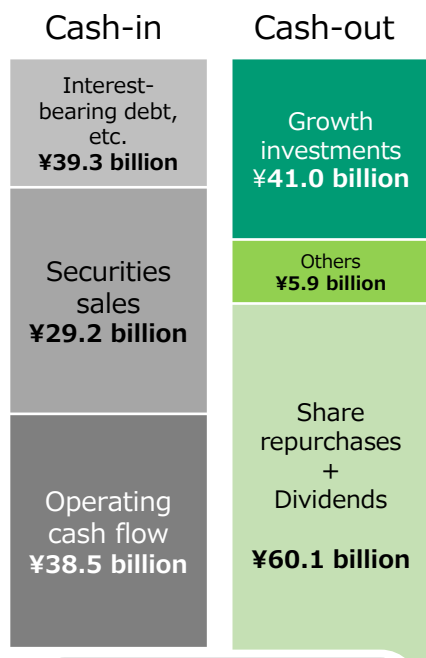 Cash-in
Interest-
bearing debt,
etc.
¥39.3 billion
Securities
sales
¥29.2 billion
Operating
cash flow
¥38.5 billion
Cash-out
Growth
investments
¥41.0 billion
Others
¥5.9 billion
Share
repurchases
+
Dividends
¥60.1 billion